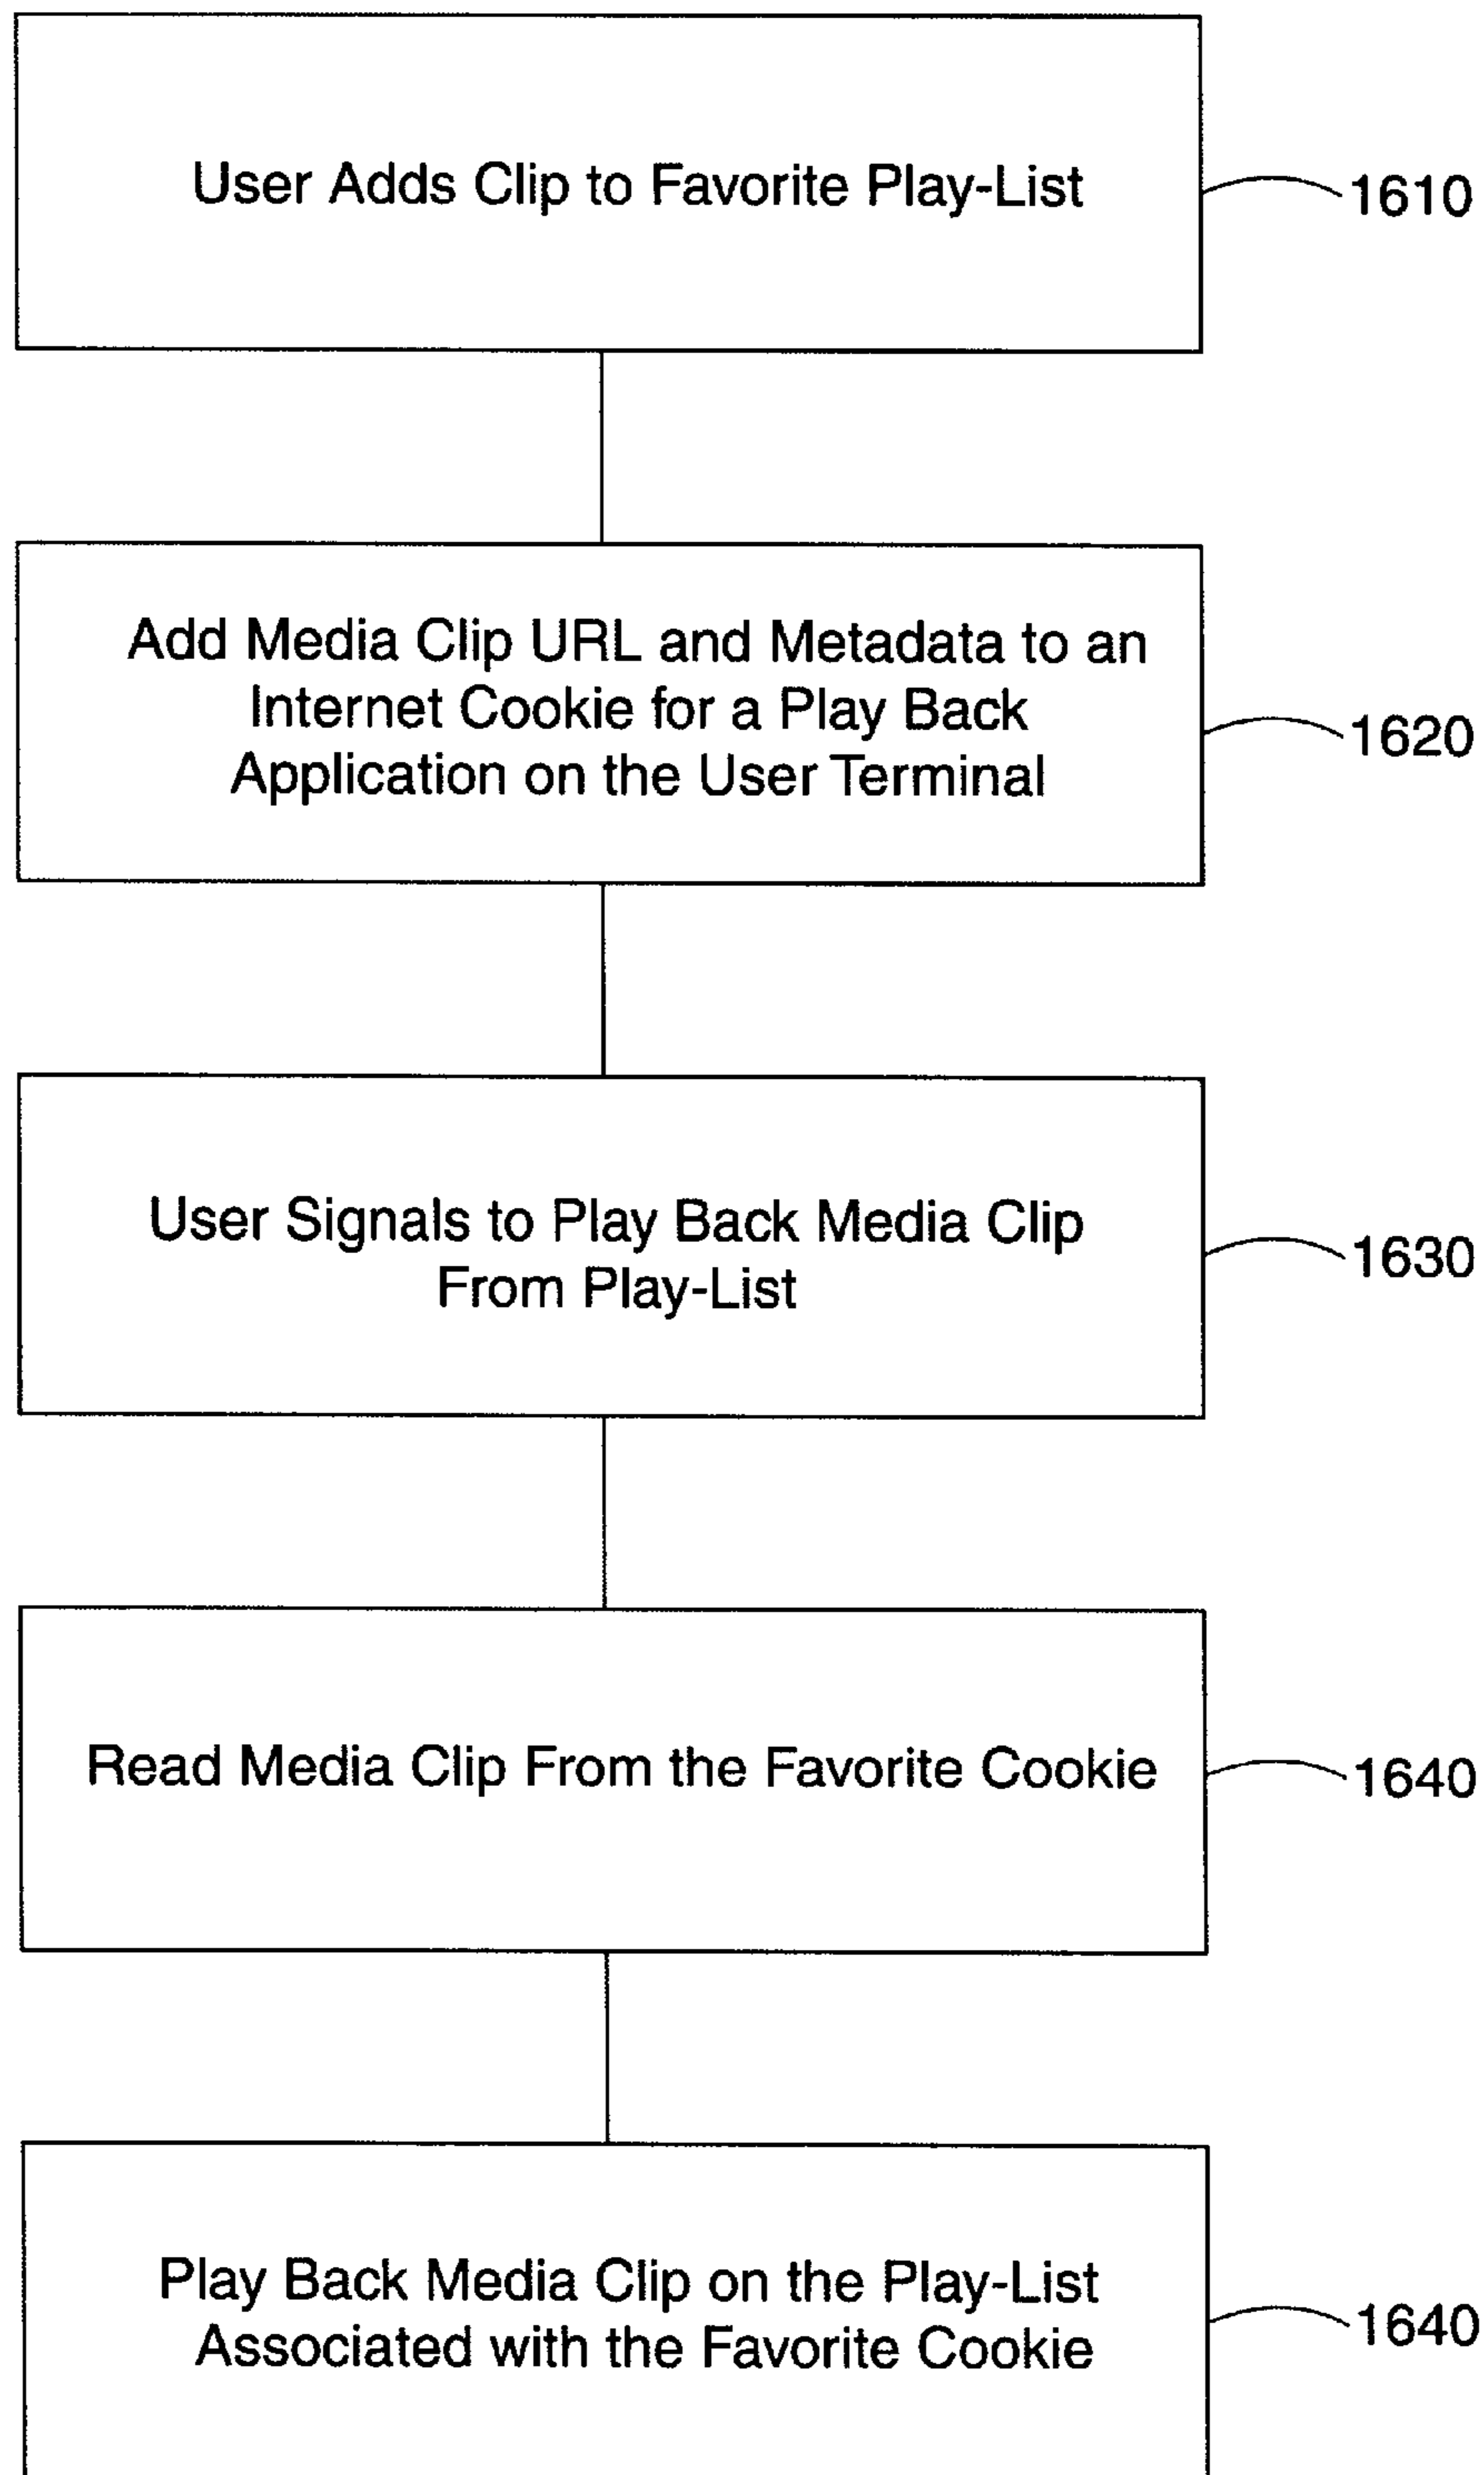 User Adds Clip to Favorite Play-List
1610
Add Media Clip URL and Metadata to an
Internet Cookie for a Play Back
Application on the User Terminal
1620
User Signals to Play Back Media Clip
From Play-List
1630
Read Media Clip From the Favorite Cookie
1640
Play Back Media Clip on the Play-List
Associated with the Favorite Cookie
1640